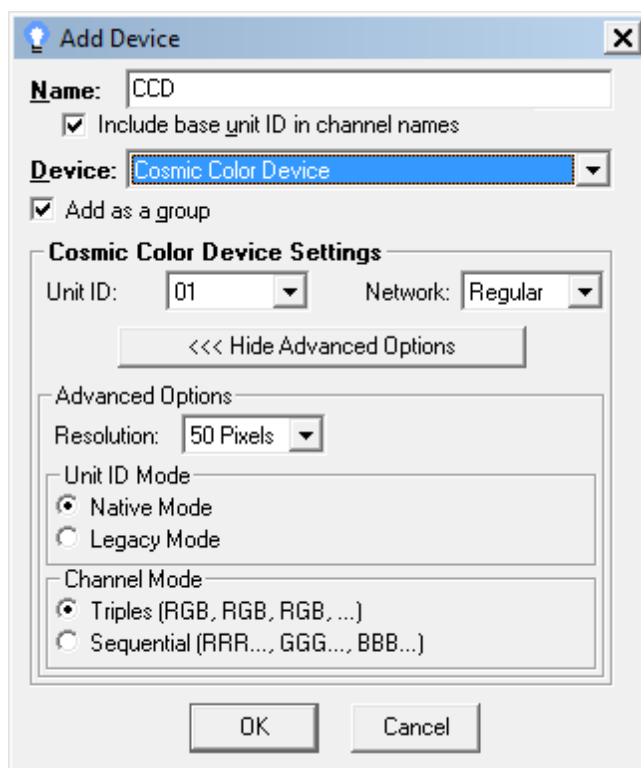 Add Device
Name: CCD
Include base unit ID in channel names
Device: Cosmic Color Device
Add as a group
Cosmic Color Device Settings
Unit ID: 01 Network: Regular
<<< Hide Advanced Options
Advanced Options
Resolution: 50 Pixels
Unit ID Mode
Native Mode
Legacy Mode
Channel Mode
Triples (RGB, RGB, RGB, ...)
Sequential (RRR..., GGG..., BBB...)
OK Cancel